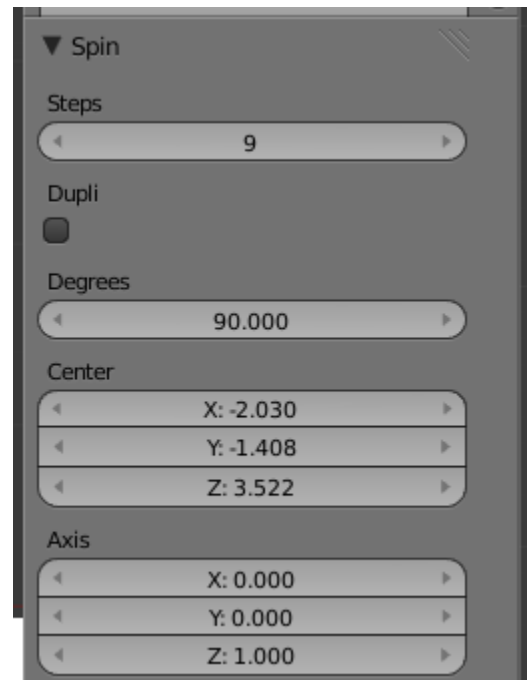 Spin
Steps
9
Dupli
Degrees
90.000
Center
X: -2.030
Y: -1.408
Z: 3.522
Axis
X: 0.000
Y: 0.000
Z: 1.000